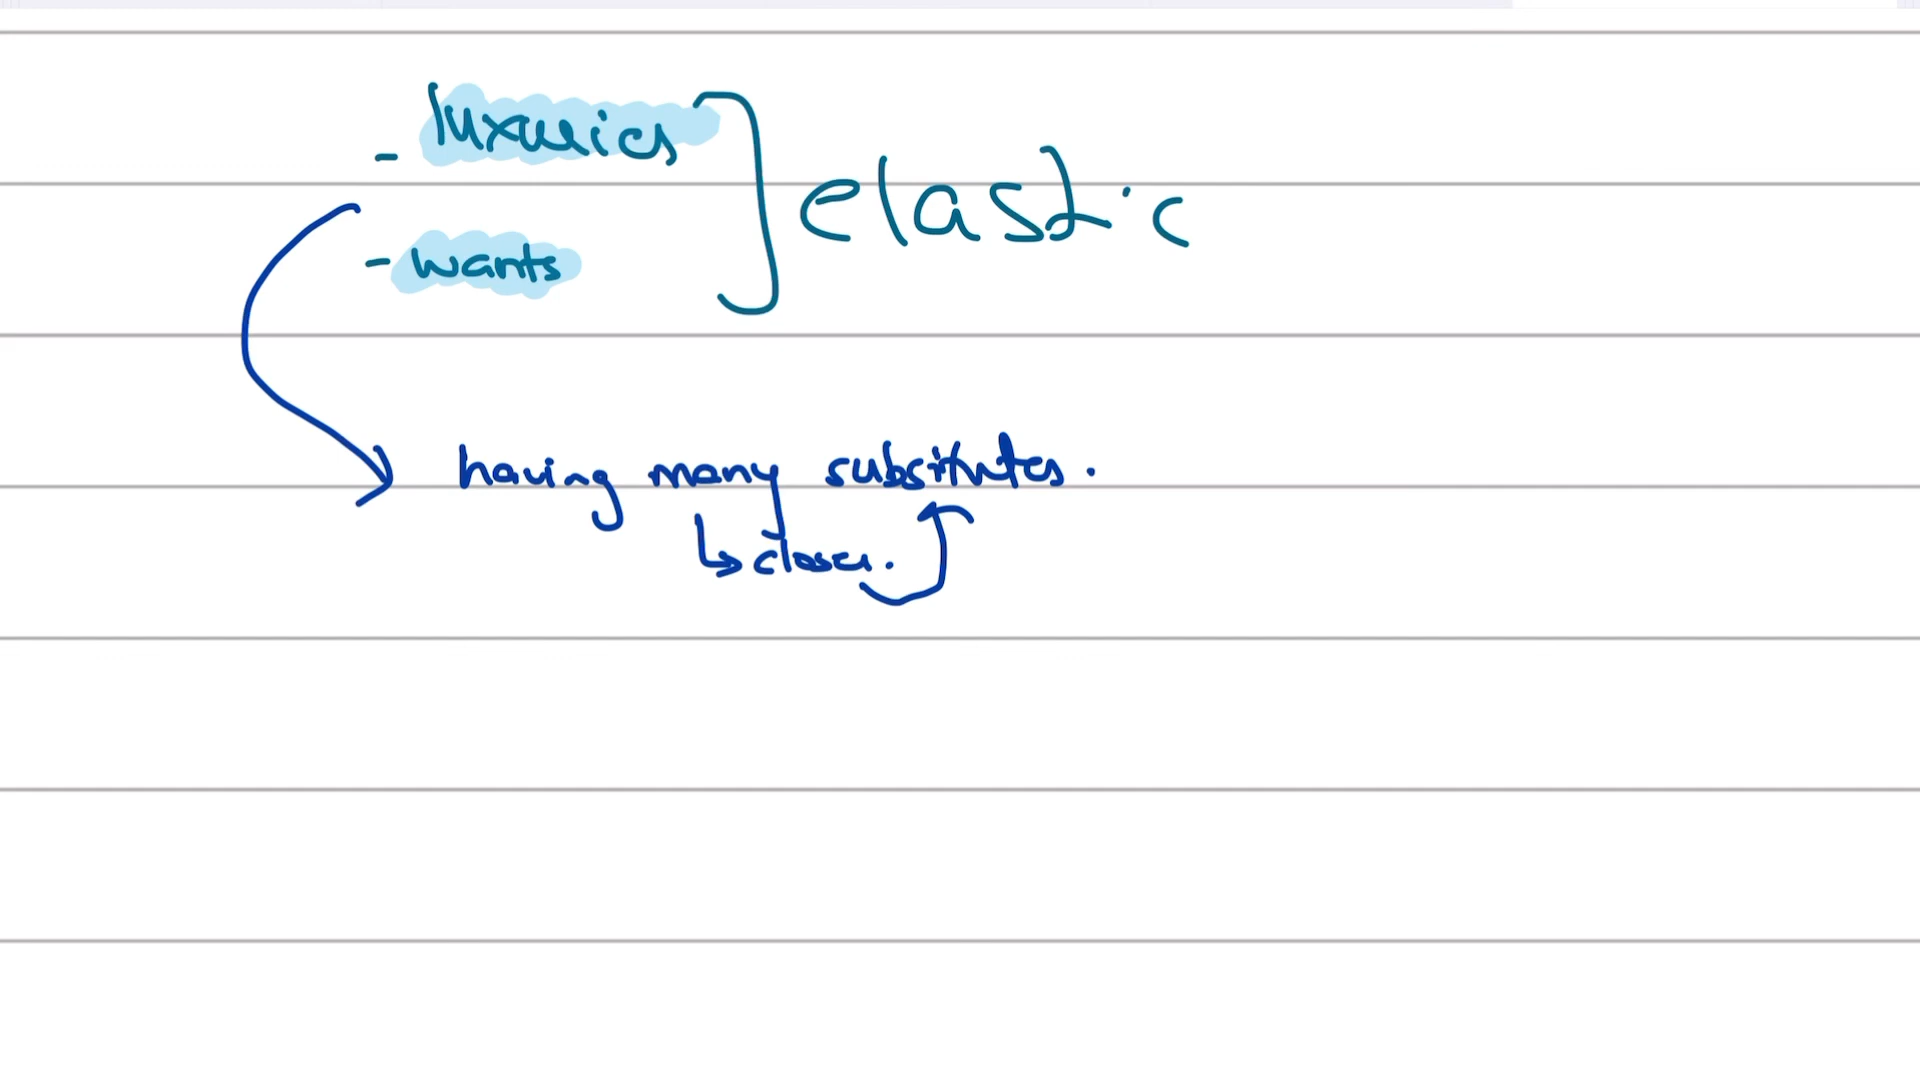 - luxuries
elastic
- wants
having many substitutes.
↳ closer.